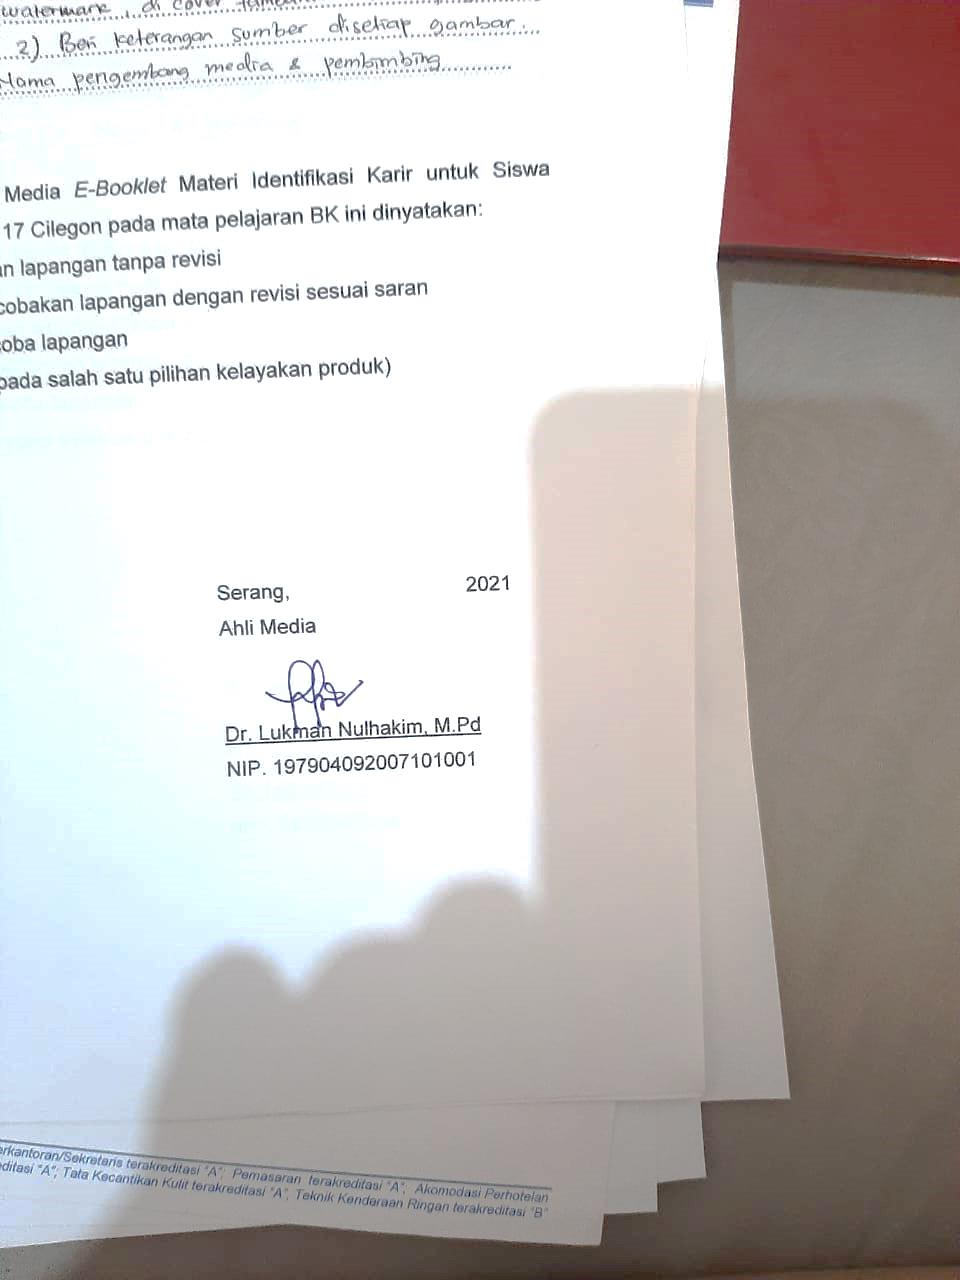 watermark, di cover
2) Beri keterangan sumber disetiap gambar.
Nama pengembang media & pembimbing
Media E-Booklet Materi Identifikasi Karir untuk Siswa
17 Cilegon pada mata pelajaran BK ini dinyatakan:
an lapangan tanpa revisi
cobakan lapangan dengan revisi sesuai saran
oba lapangan
pada salah satu pilihan kelayakan produk)
Serang, 2021
Ahli Media
Dr. Lukman Nulhakim, M.Pd
NIP. 197904092007101001
erkantoran/Sekretaris terakreditasi "A"; Pemasaran terakreditasi "A"; Akomodasi Perhotelan
ditasi "A"; Tata Kecantikan Kulit terakreditasi "A"; Teknik Kendaraan Ringan terakreditasi "B"